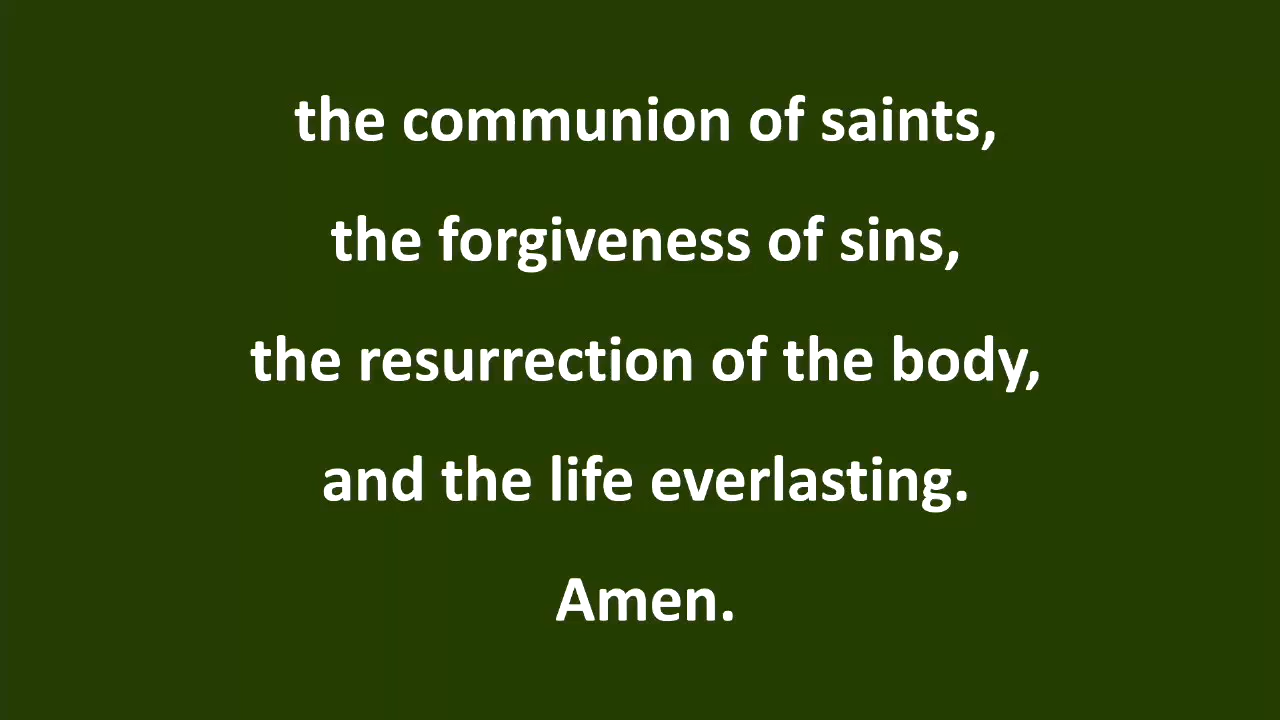 the communion of saints,
the forgiveness of sins,
the resurrection of the body,
and the life everlasting.
Amen.